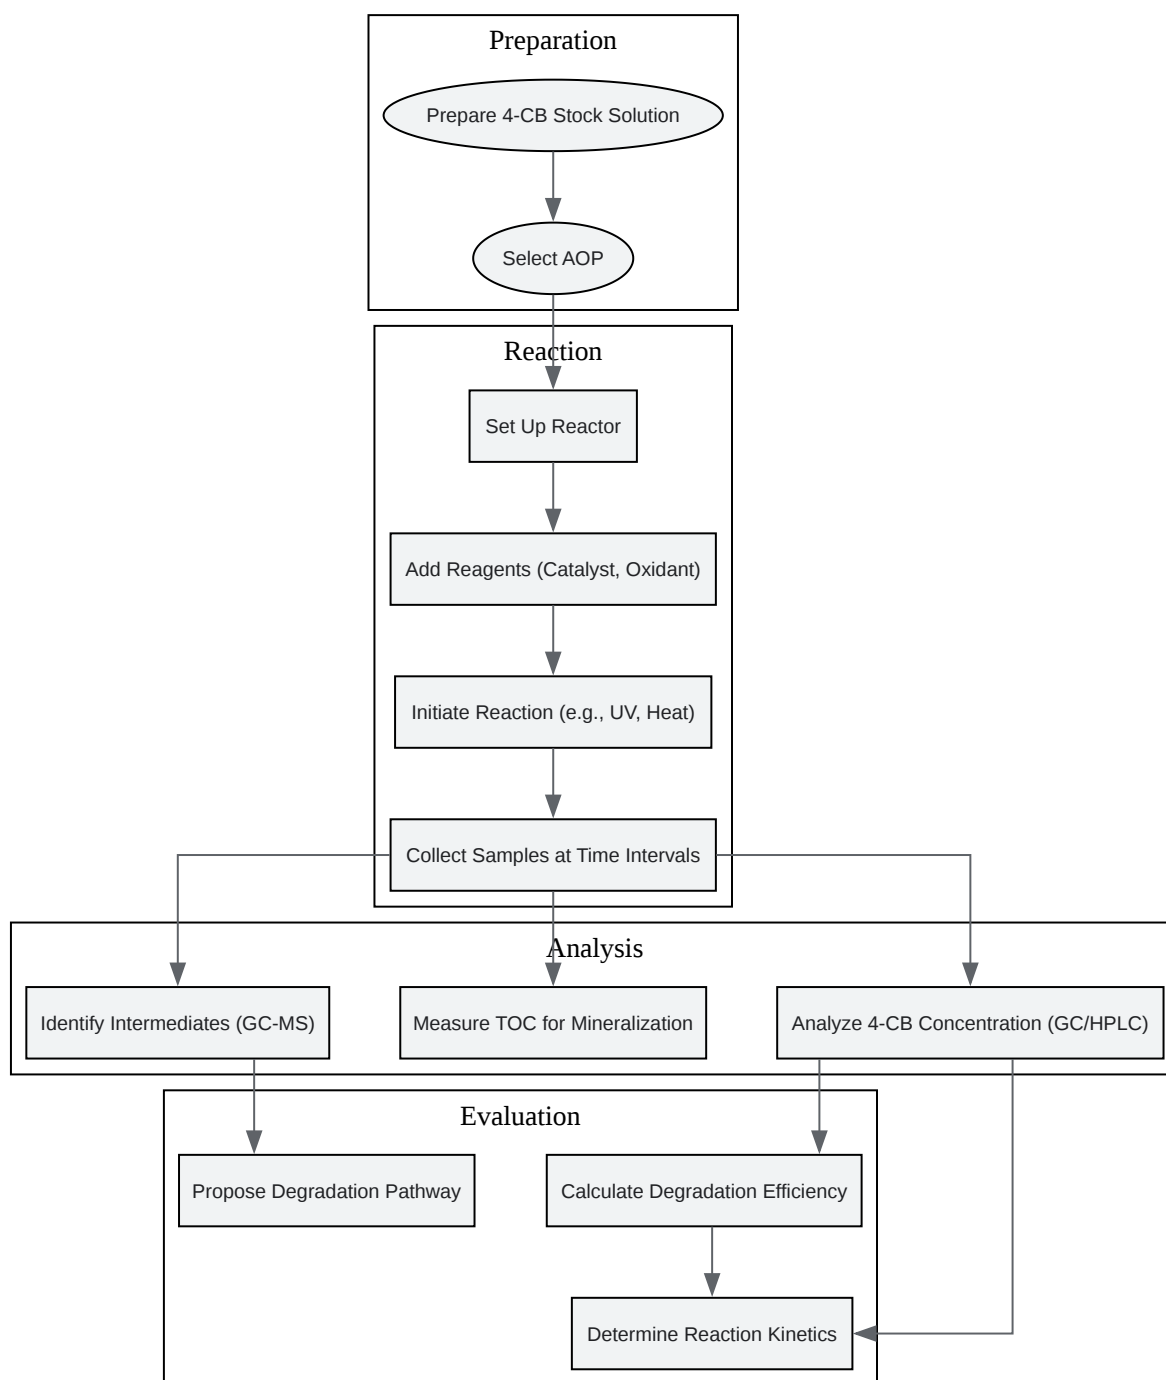 Preparation
Prepare 4-CB Stock Solution
Select AOP
Reaction
Set Up Reactor
Add Reagents (Catalyst, Oxidant)
Initiate Reaction (e.g., UV, Heat)
Collect Samples at Time Intervals
Analysis
Identify Intermediates (GC-MS)
Measure TOC for Mineralization
Analyze 4-CB Concentration (GC/HPLC)
Evaluation
Propose Degradation Pathway
Calculate Degradation Efficiency
Determine Reaction Kinetics